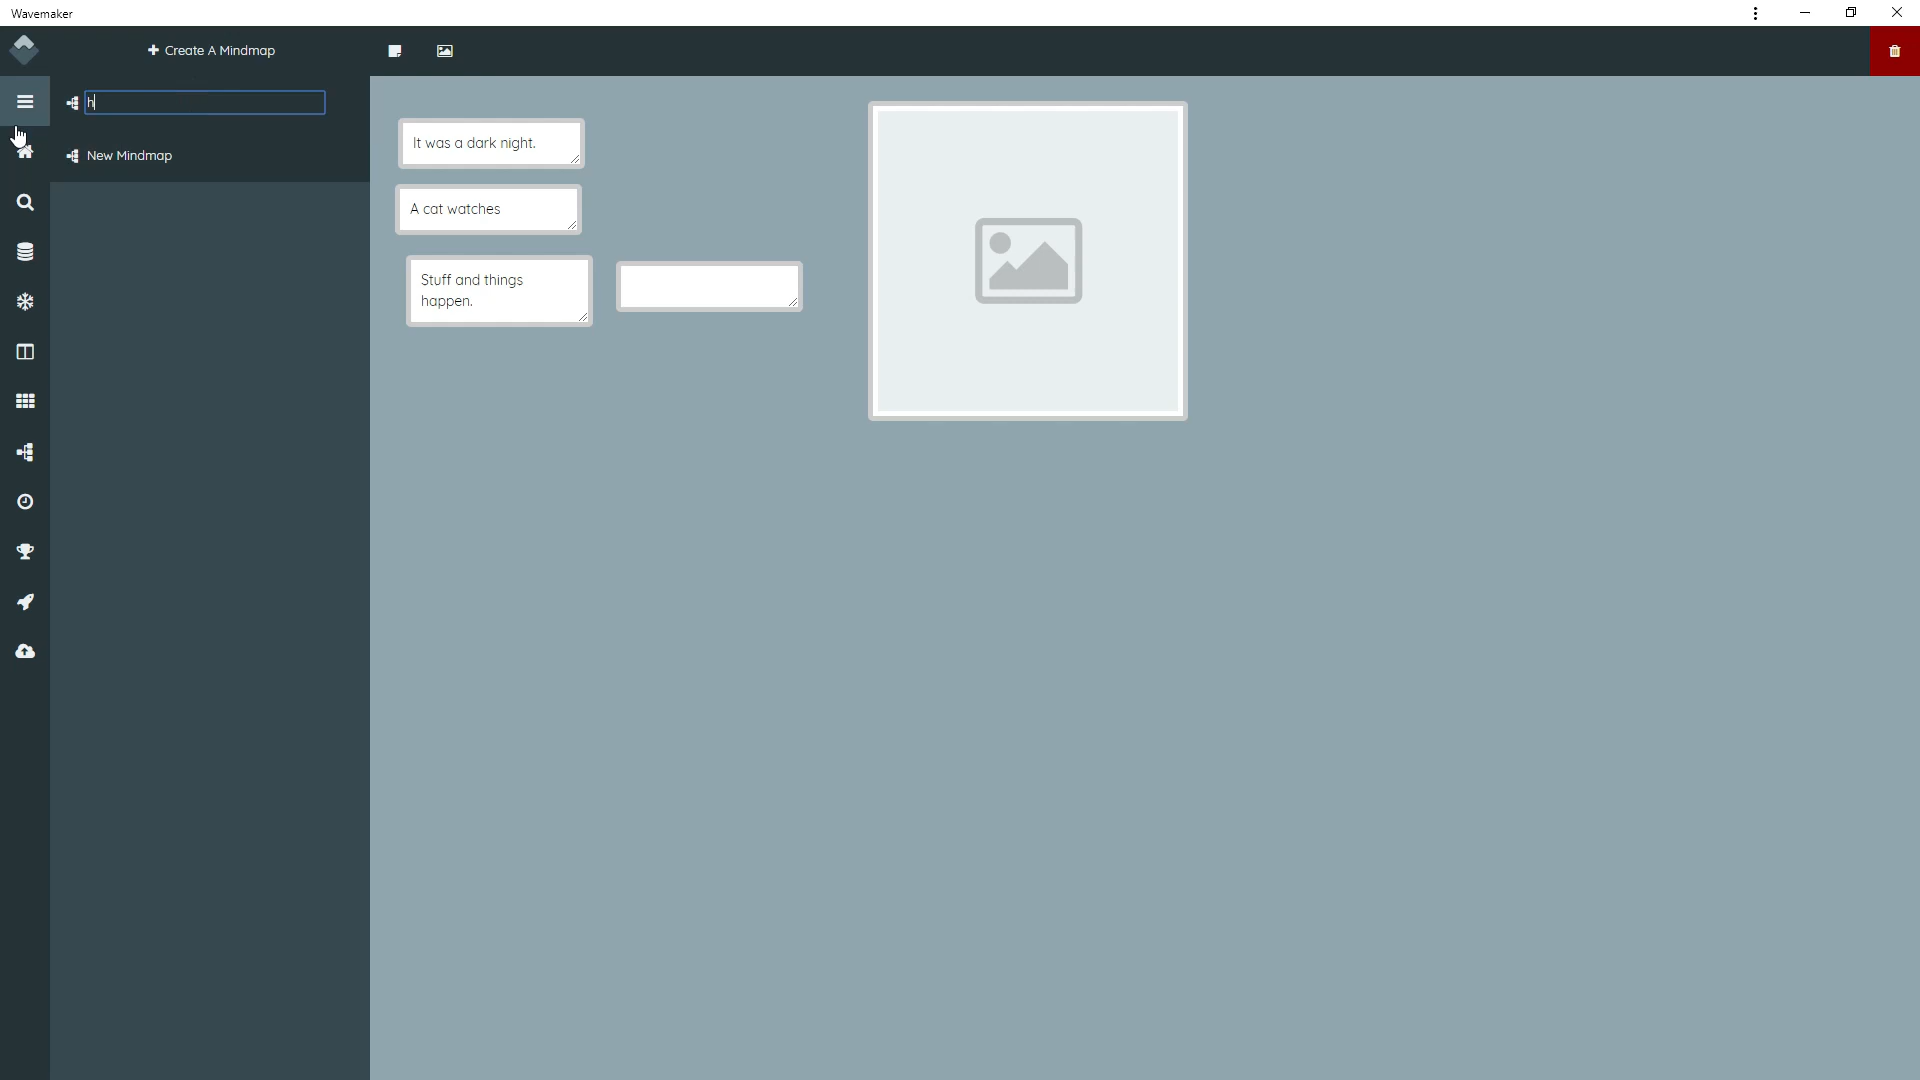 Wavemaker
Create A Mindmap
h
New Mindmap
It was a dark night.
A cat watches
Stuff and things
happen.